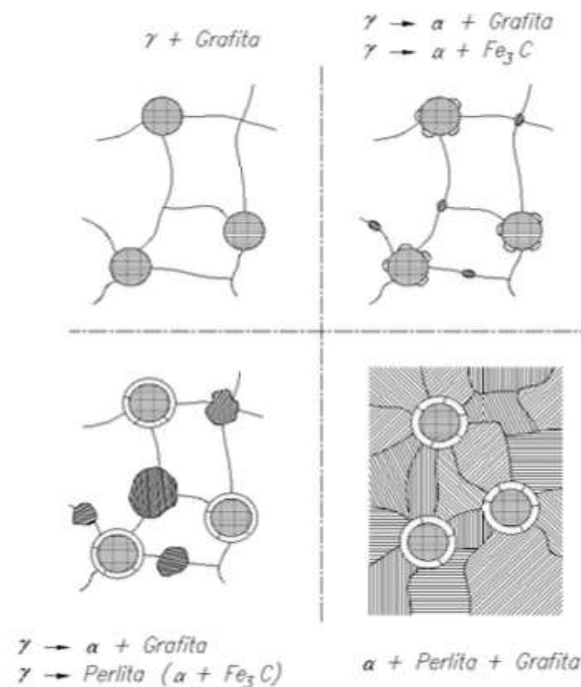 γ + Grafita
γ → α + Grafita
γ → α + Fe₃C
γ → α + Grafita
γ → Perlita (α + Fe₃C)
α + Perlita + Grafita